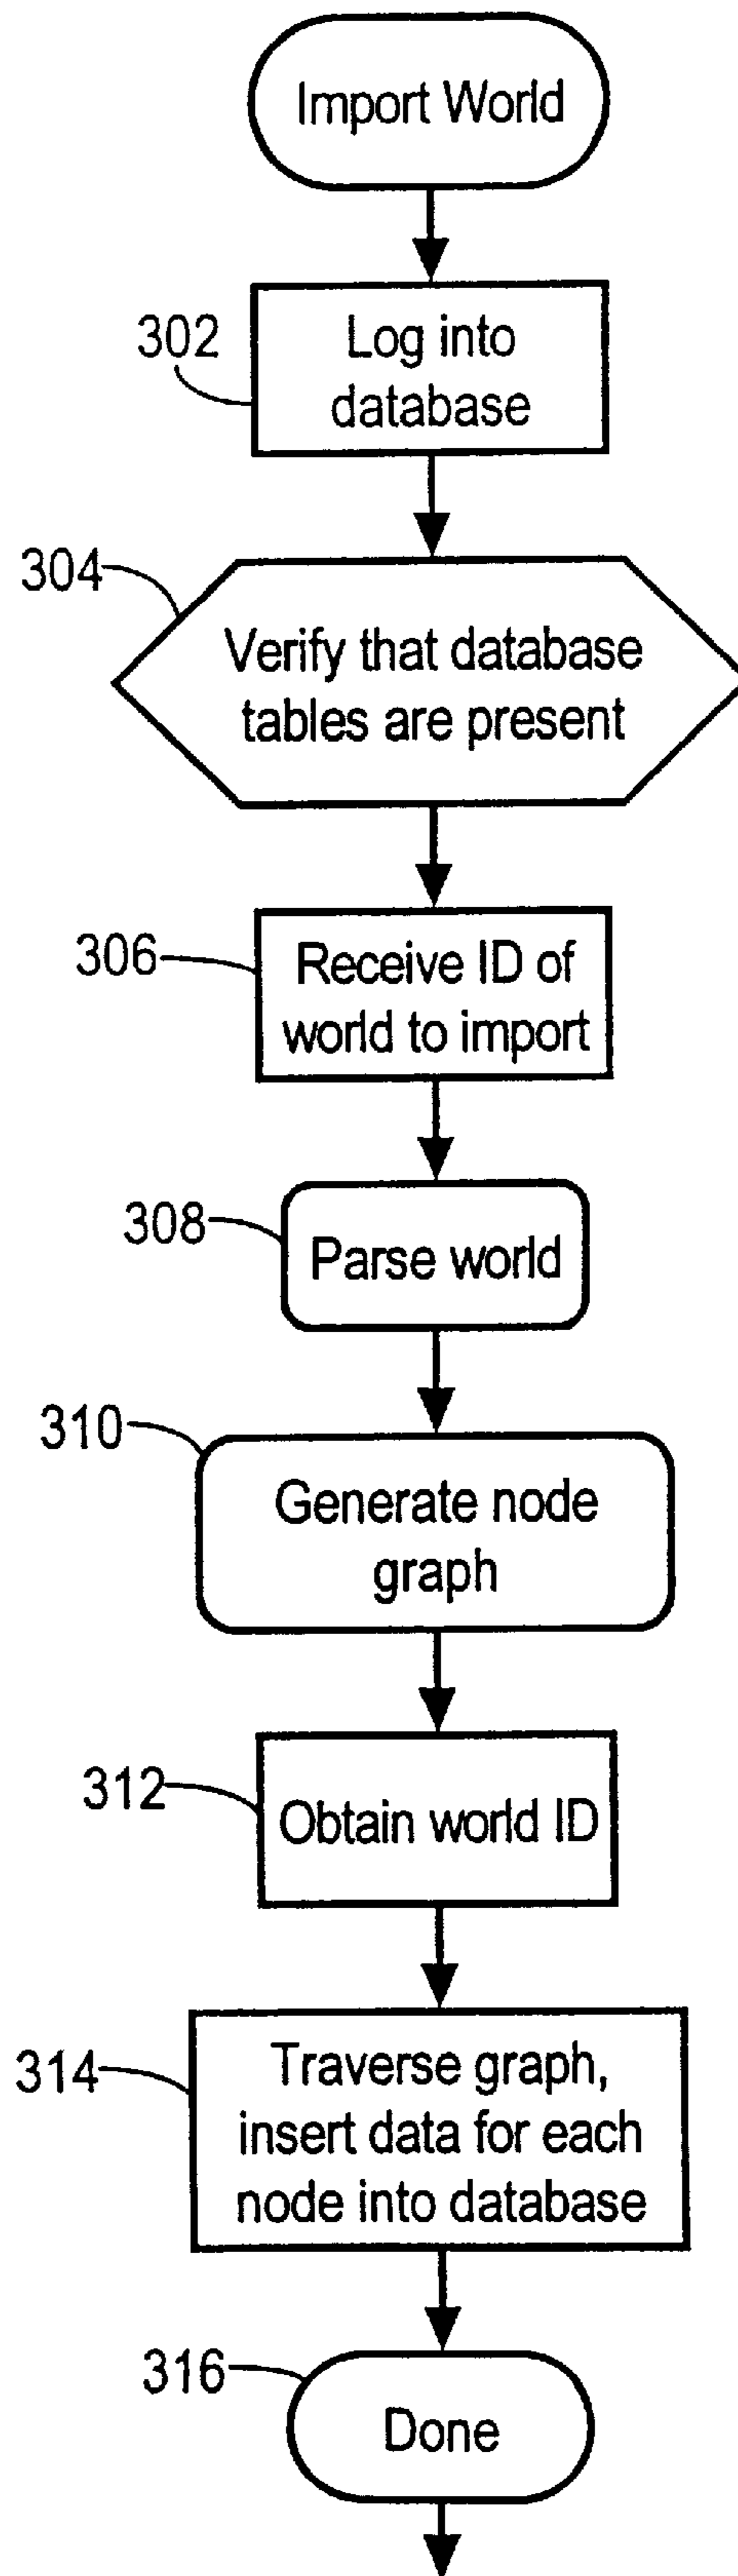 Import World
302
Log into
database
304
Verify that database
tables are present
306
Receive ID of
world to import
308
Parse world
310
Generate node
graph
312
Obtain world ID
314
Traverse graph,
insert data for each
node into database
316
Done